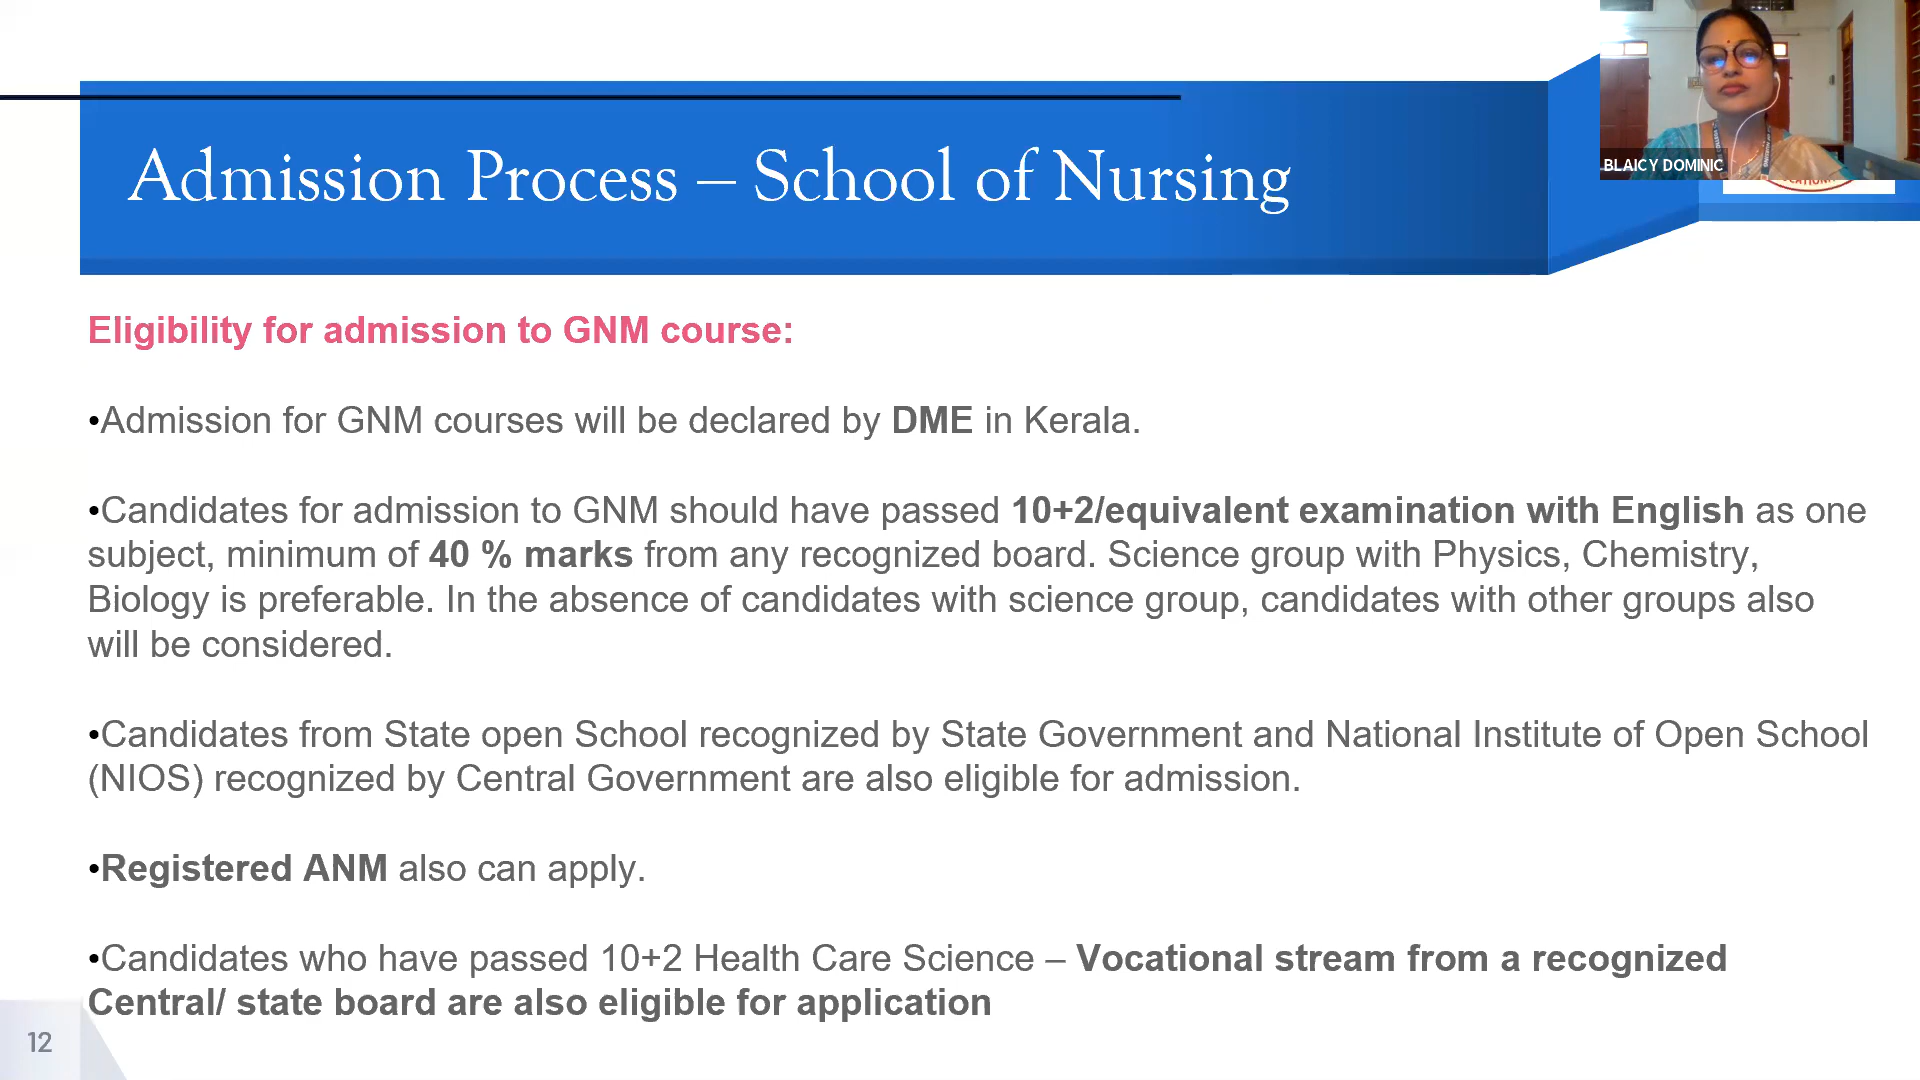 Admission Process – School of Nursing
BLAICY DOMINIC
Eligibility for admission to GNM course:
•Admission for GNM courses will be declared by DME in Kerala.
•Candidates for admission to GNM should have passed 10+2/equivalent examination with English as one
subject, minimum of 40 % marks from any recognized board. Science group with Physics, Chemistry,
Biology is preferable. In the absence of candidates with science group, candidates with other groups also
will be considered.
•Candidates from State open School recognized by State Government and National Institute of Open School
(NIOS) recognized by Central Government are also eligible for admission.
•Registered ANM also can apply.
•Candidates who have passed 10+2 Health Care Science – Vocational stream from a recognized
Central/ state board are also eligible for application
12